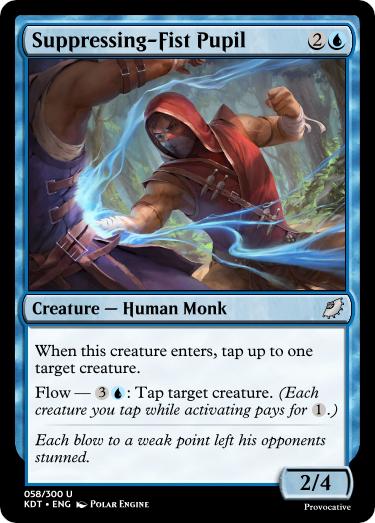 Suppressing-Fist Pupil 2
Creature — Human Monk
When this creature enters, tap up to one
target creature.
Flow — 3 : Tap target creature. (Each
creature you tap while activating pays for 1.)
Each blow to a weak point left his opponents
stunned.
2/4
058/300 U
KDT • ENG Polar Engine
Provocative